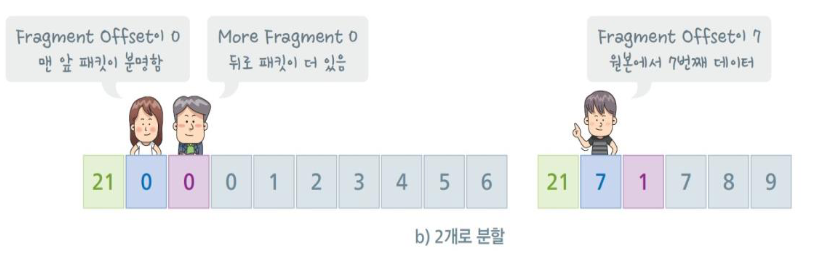 Fragment Offset이 0
맨 앞 패킷이 분명함
More Fragment 0
뒤로 패킷이 더 있음
Fragment Offset이 7
원본에서 7번째 데이터
21 0 0 0 1 2 3 4 5 6
21 7 1 7 8 9
b) 2개로 분할